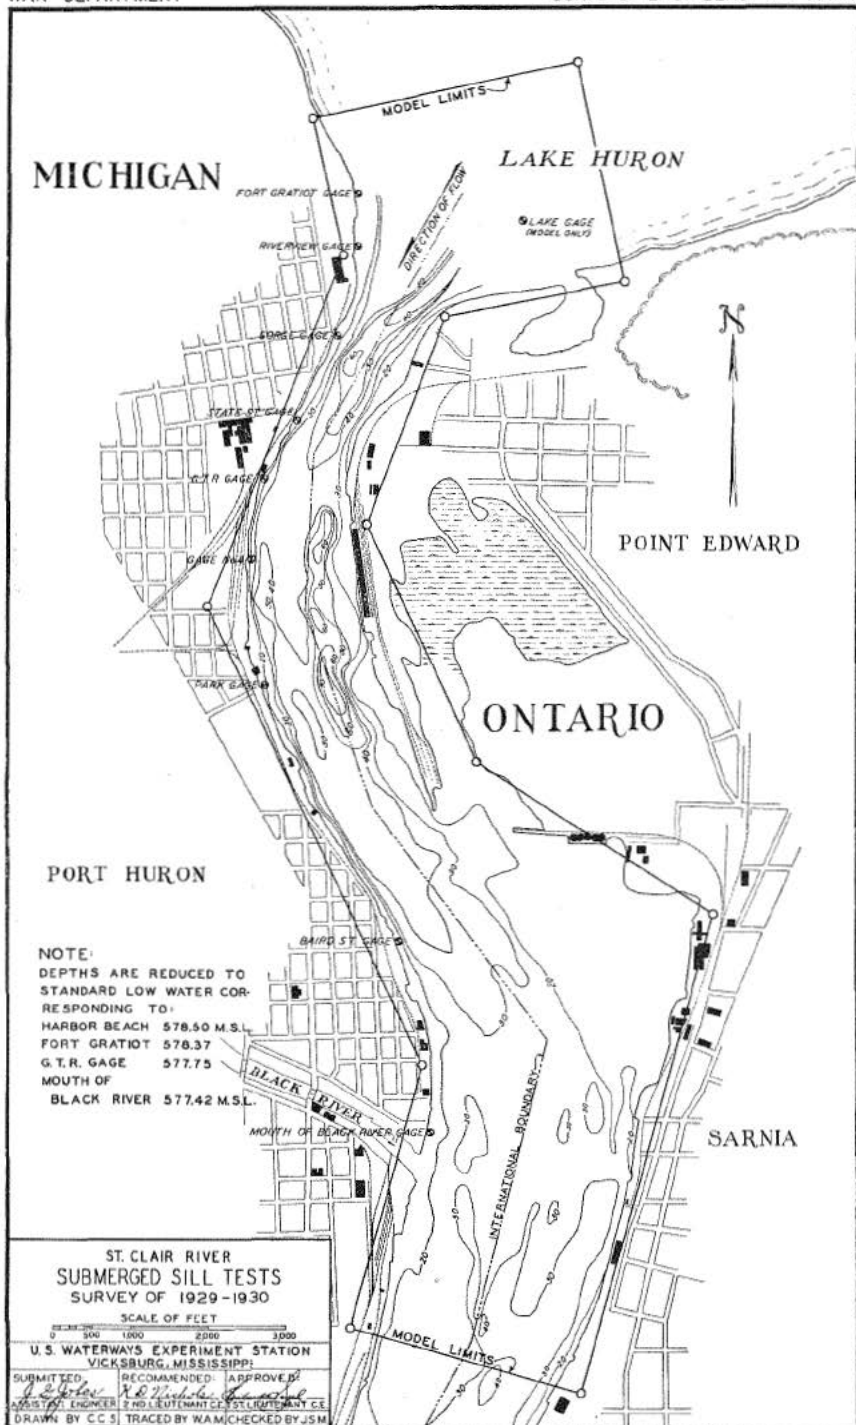 MODEL LIMITS
MICHIGAN
LAKE HURON
FORT GRATIOT GAGE
DIRECTION OF FLOW
LAKE GAGE
(MODEL ONLY)
RIVERVIEW GAGE
GORGE GAGE
N
STATE ST. GAGE
G.T.R. GAGE
POINT EDWARD
PARK GAGE
ONTARIO
PORT HURON
BAIRD ST. GAGE
NOTE:
DEPTHS ARE REDUCED TO
STANDARD LOW WATER COR-
RESPONDING TO:
HARBOR BEACH 578.50 M.S.L.
FORT GRATIOT 578.37
G.T.R. GAGE 577.75
MOUTH OF
BLACK RIVER 577.42 M.S.L.
BLACK RIVER
MOUTH OF BLACK RIVER GAGE
INTERNATIONAL BOUNDARY
SARNIA
ST. CLAIR RIVER
SUBMERGED SILL TESTS
SURVEY OF 1929-1930
SCALE OF FEET
0 500 1,000 2,000 3,000
U. S. WATERWAYS EXPERIMENT STATION
VICKSBURG, MISSISSIPPI
SUBMITTED: RECOMMENDED: APPROVED:
ASSISTANT ENGINEER 2 ND LIEUTENANT C.E. 1ST LIEUTENANT C.E.
DRAWN BY C.C.S. TRACED BY W.A.M. CHECKED BY J.S.M.
MODEL LIMITS